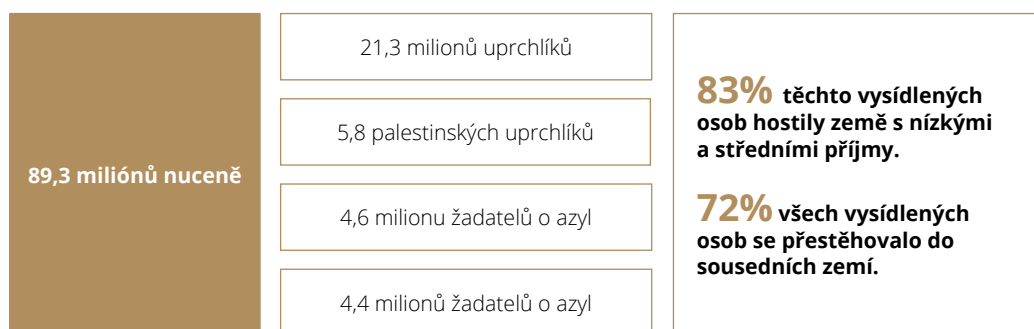 89,3 miliónů nuceně
21,3 milionů uprchlíků
5,8 palestinských uprchlíků
4,6 milionu žadatelů o azyl
4,4 milionů žadatelů o azyl
83% těchto vysídlených
osob hostily země s nízkými
a středními příjmy.
72% všech vysídlených
osob se přestěhovalo do
sousedních zemí.